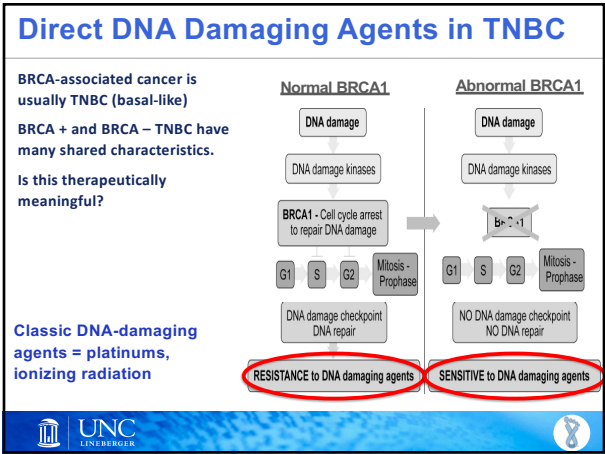 Direct DNA Damaging Agents in TNBC
BRCA-associated cancer is
usually TNBC (basal-like)
BRCA + and BRCA – TNBC have
many shared characteristics.
Is this therapeutically
meaningful?
Classic DNA-damaging
agents = platinums,
ionizing radiation
Normal BRCA1
DNA damage
DNA damage kinases
BRCA1 - Cell cycle arrest
to repair DNA damage
G1 S G2 Mitosis -
Prophase
DNA damage checkpoint
DNA repair
RESISTANCE to DNA damaging agents
Abnormal BRCA1
DNA damage
DNA damage kinases
BRCA1
G1 S G2 Mitosis -
Prophase
NO DNA damage checkpoint
NO DNA repair
SENSITIVE to DNA damaging agents
UNC
LINEBERGER